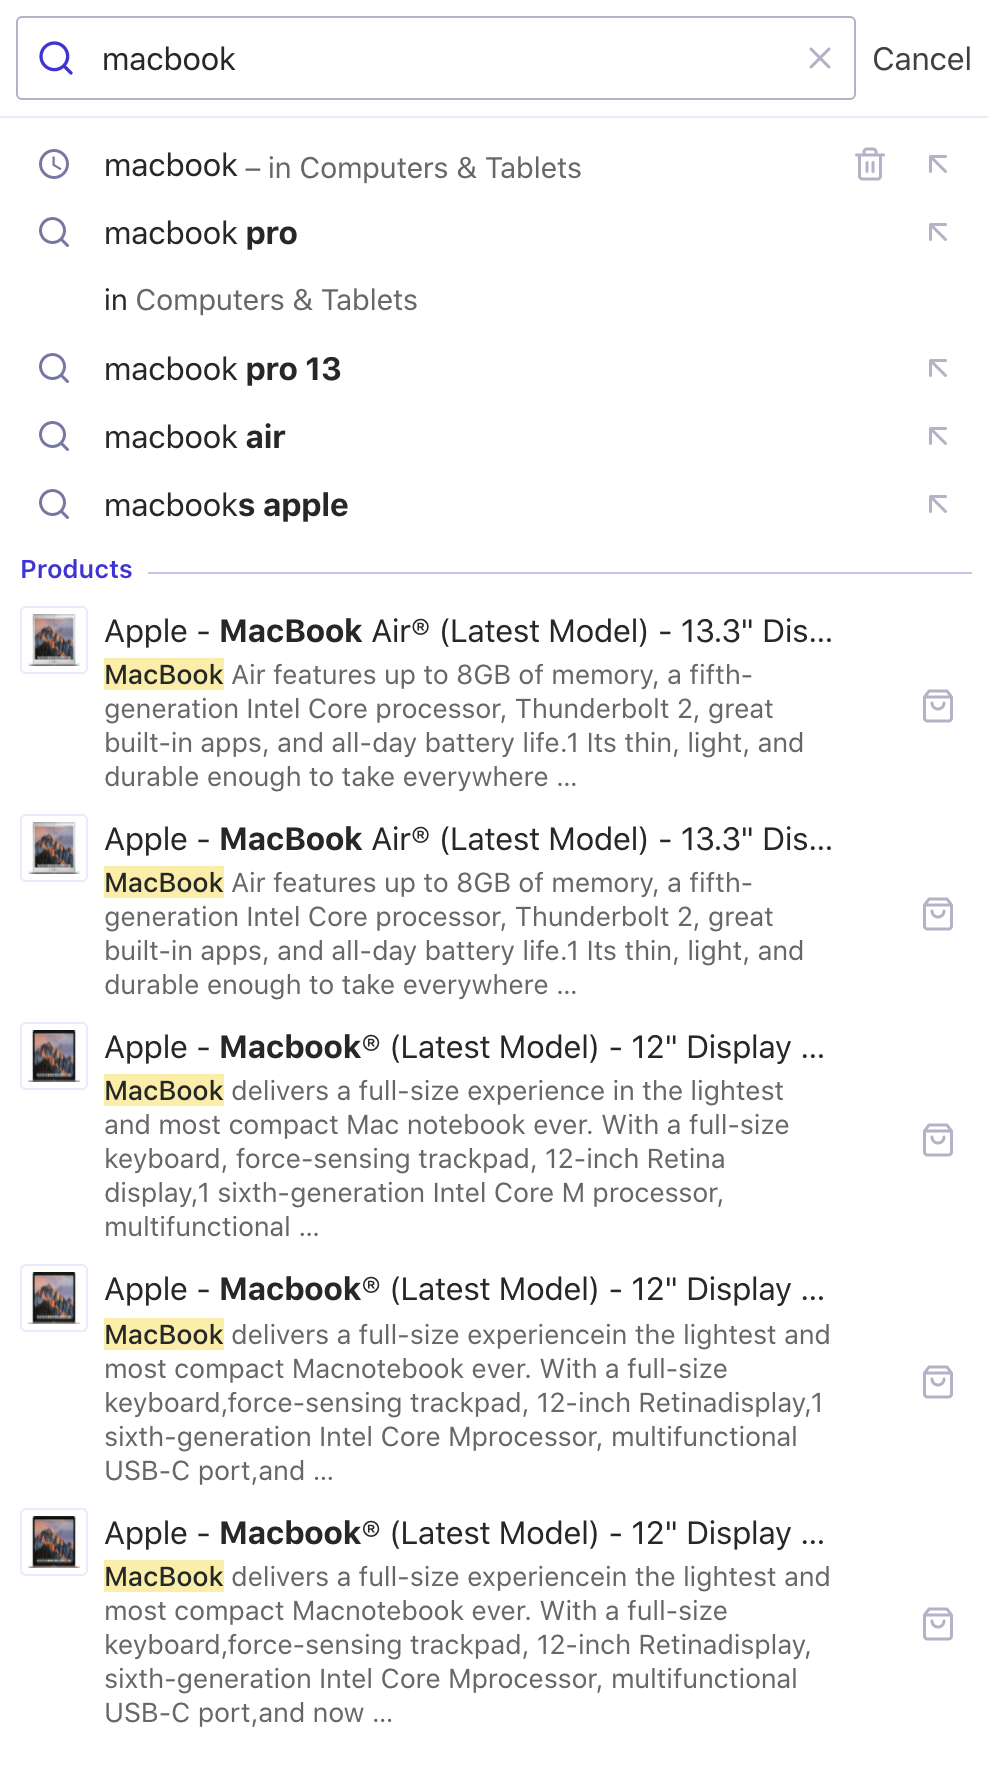 macbook
Cancel
macbook – in Computers & Tablets
macbook pro
in Computers & Tablets
macbook pro 13
macbook air
macbooks apple
Products
Apple - MacBook Air® (Latest Model) - 13.3" Dis...
MacBook Air features up to 8GB of memory, a fifth-
generation Intel Core processor, Thunderbolt 2, great
built-in apps, and all-day battery life.1 Its thin, light, and
durable enough to take everywhere ...
Apple - MacBook Air® (Latest Model) - 13.3" Dis...
MacBook Air features up to 8GB of memory, a fifth-
generation Intel Core processor, Thunderbolt 2, great
built-in apps, and all-day battery life.1 Its thin, light, and
durable enough to take everywhere ...
Apple - Macbook® (Latest Model) - 12" Display ...
MacBook delivers a full-size experience in the lightest
and most compact Mac notebook ever. With a full-size
keyboard, force-sensing trackpad, 12-inch Retina
display,1 sixth-generation Intel Core M processor,
multifunctional ...
Apple - Macbook® (Latest Model) - 12" Display ...
MacBook delivers a full-size experiencein the lightest and
most compact Macnotebook ever. With a full-size
keyboard,force-sensing trackpad, 12-inch Retinadisplay,1
sixth-generation Intel Core Mprocessor, multifunctional
USB-C port,and ...
Apple - Macbook® (Latest Model) - 12" Display ...
MacBook delivers a full-size experiencein the lightest and
most compact Macnotebook ever. With a full-size
keyboard,force-sensing trackpad, 12-inch Retinadisplay,
sixth-generation Intel Core Mprocessor, multifunctional
USB-C port,and now ...